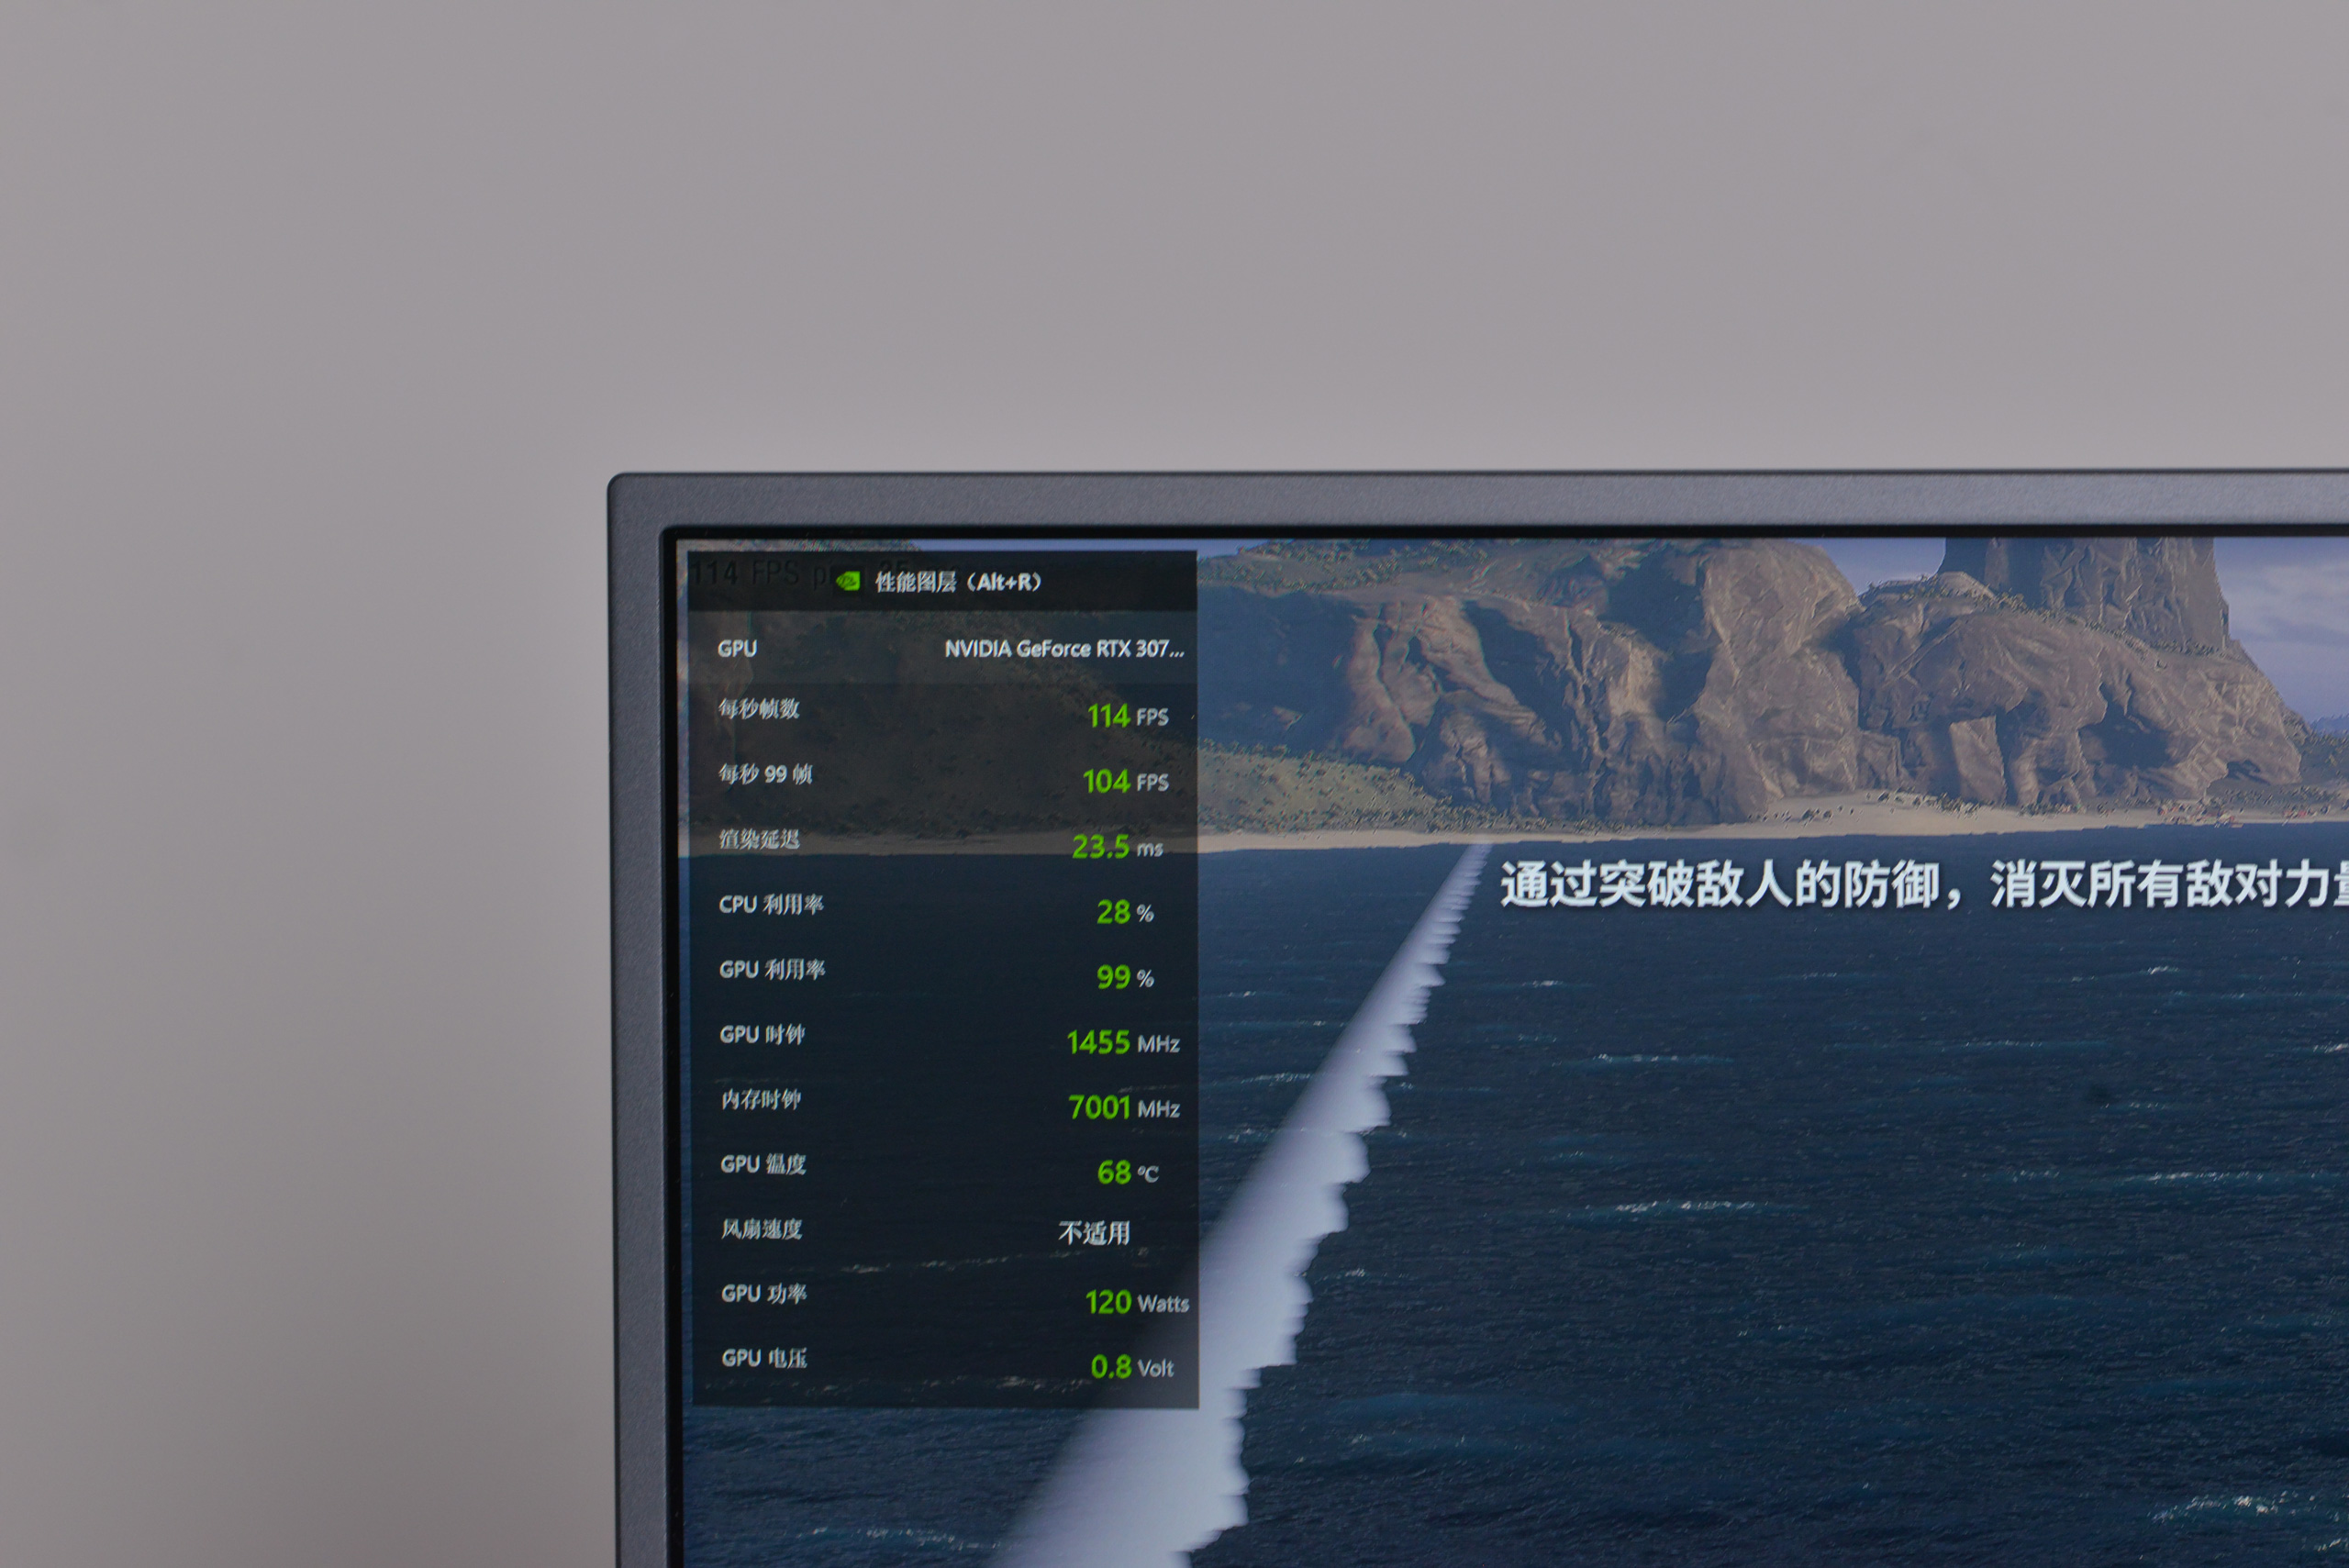 114 FPS
性能图层（Alt+R）
GPU NVIDIA GeForce RTX 307...
每秒帧数 114 FPS
每秒 99 帧 104 FPS
渲染延迟 23.5 ms
CPU 利用率 28 %
GPU 利用率 99 %
GPU 时钟 1455 MHz
内存时钟 7001 MHz
GPU 温度 68 °C
风扇速度 不适用
GPU 功率 120 Watts
GPU 电压 0.8 Volt
通过突破敌人的防御，消灭所有敌对力